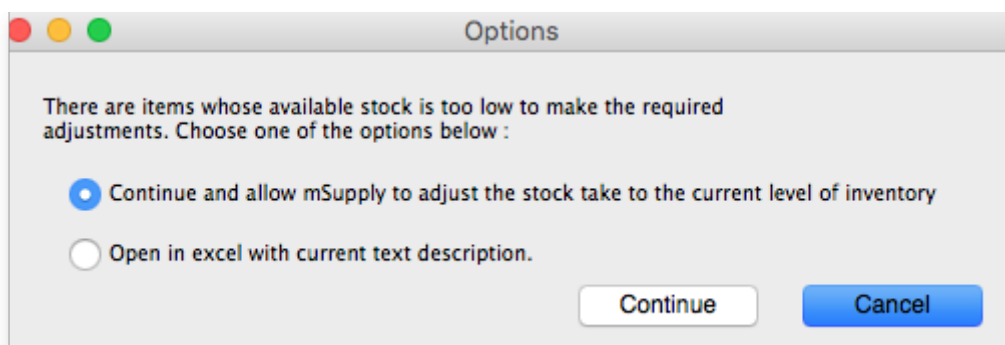 Options
There are items whose available stock is too low to make the required
adjustments. Choose one of the options below :
Continue and allow mSupply to adjust the stock take to the current level of inventory
Open in excel with current text description.
Continue Cancel